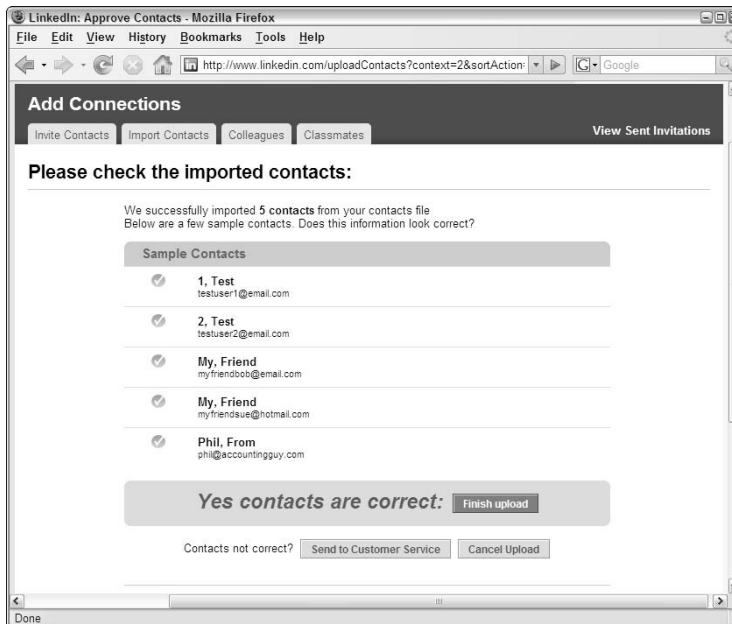 LinkedIn: Approve Contacts - Mozilla Firefox
File Edit View History Bookmarks Tools Help
http://www.linkedin.com/uploadContacts?context=2&sortAction= G Google
Add Connections
Invite Contacts Import Contacts Colleagues Classmates View Sent Invitations
Please check the imported contacts:
We successfully imported 5 contacts from your contacts file
Below are a few sample contacts. Does this information look correct?
Sample Contacts
1, Test
testuser1@email.com
2, Test
testuser2@email.com
My, Friend
myfriendbob@email.com
My, Friend
myfriendsue@hotmail.com
Phil, From
phil@accountingguy.com
Yes contacts are correct: Finish upload
Contacts not correct? Send to Customer Service Cancel Upload
Done